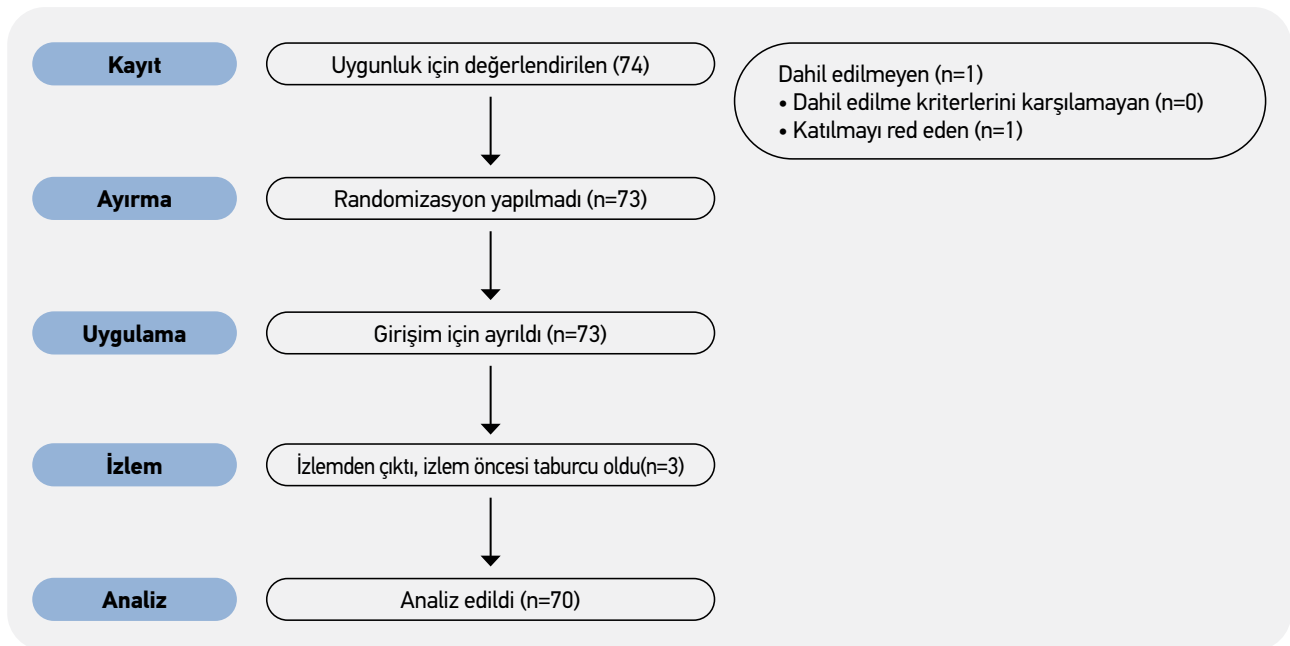 Kayıt
Uygunluk için değerlendirilen (74)
Dahil edilmeyen (n=1)
• Dahil edilme kriterlerini karşılamayan (n=0)
• Katılmayı red eden (n=1)
Ayırma
Randomizasyon yapılmadı (n=73)
Uygulama
Girişim için ayrıldı (n=73)
İzlem
İzlemden çıktı, izlem öncesi taburcu oldu(n=3)
Analiz
Analiz edildi (n=70)